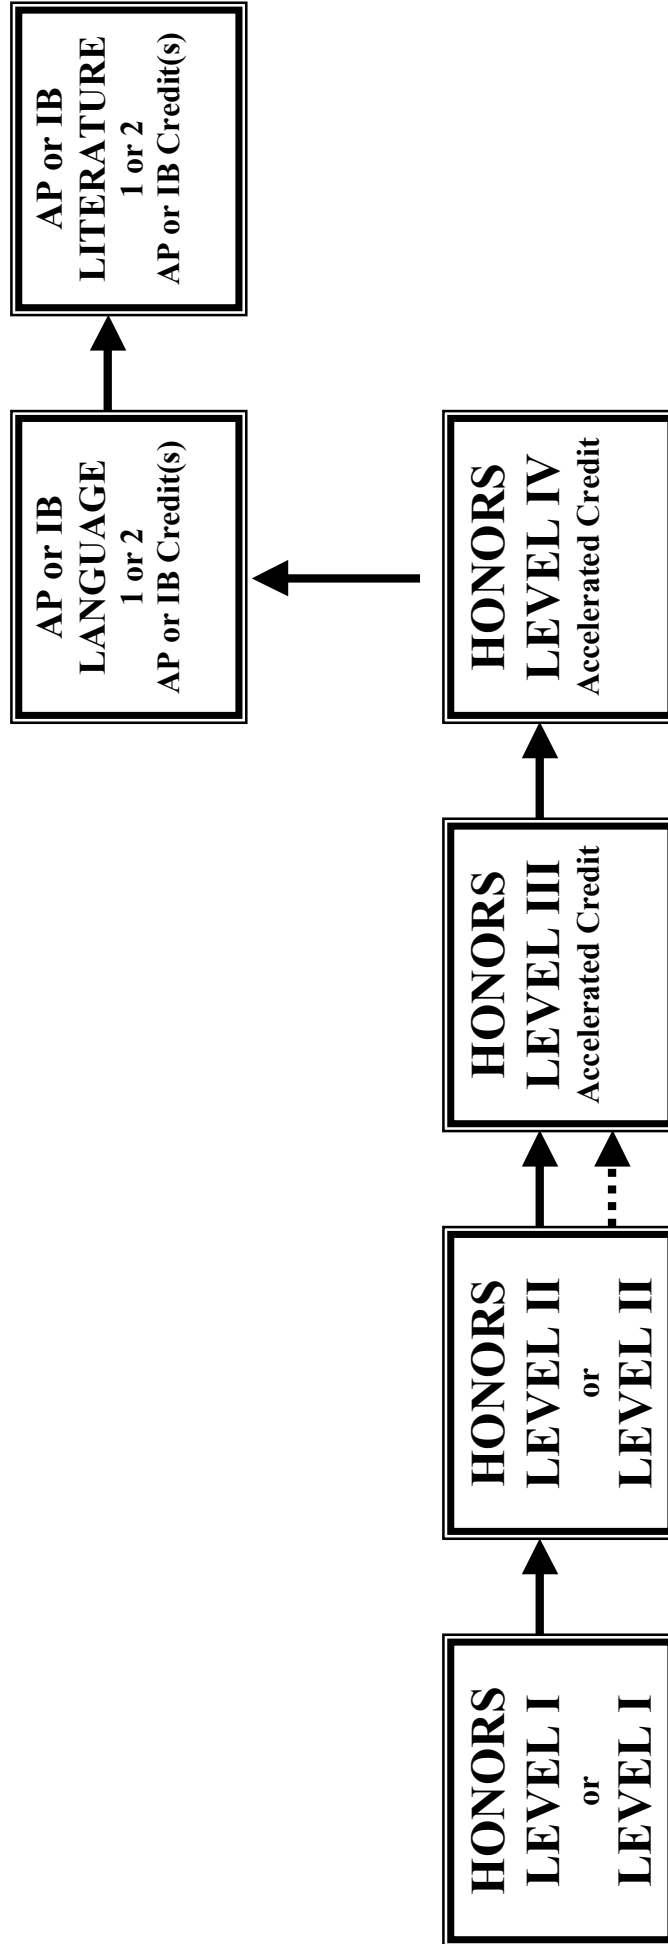 HONORS
LEVEL I
or
LEVEL I
HONORS
LEVEL II
or
LEVEL II
HONORS
LEVEL III
Accelerated Credit
HONORS
LEVEL IV
Accelerated Credit
AP or IB
LANGUAGE
1 or 2
AP or IB Credit(s)
AP or IB
LITERATURE
1 or 2
AP or IB Credit(s)